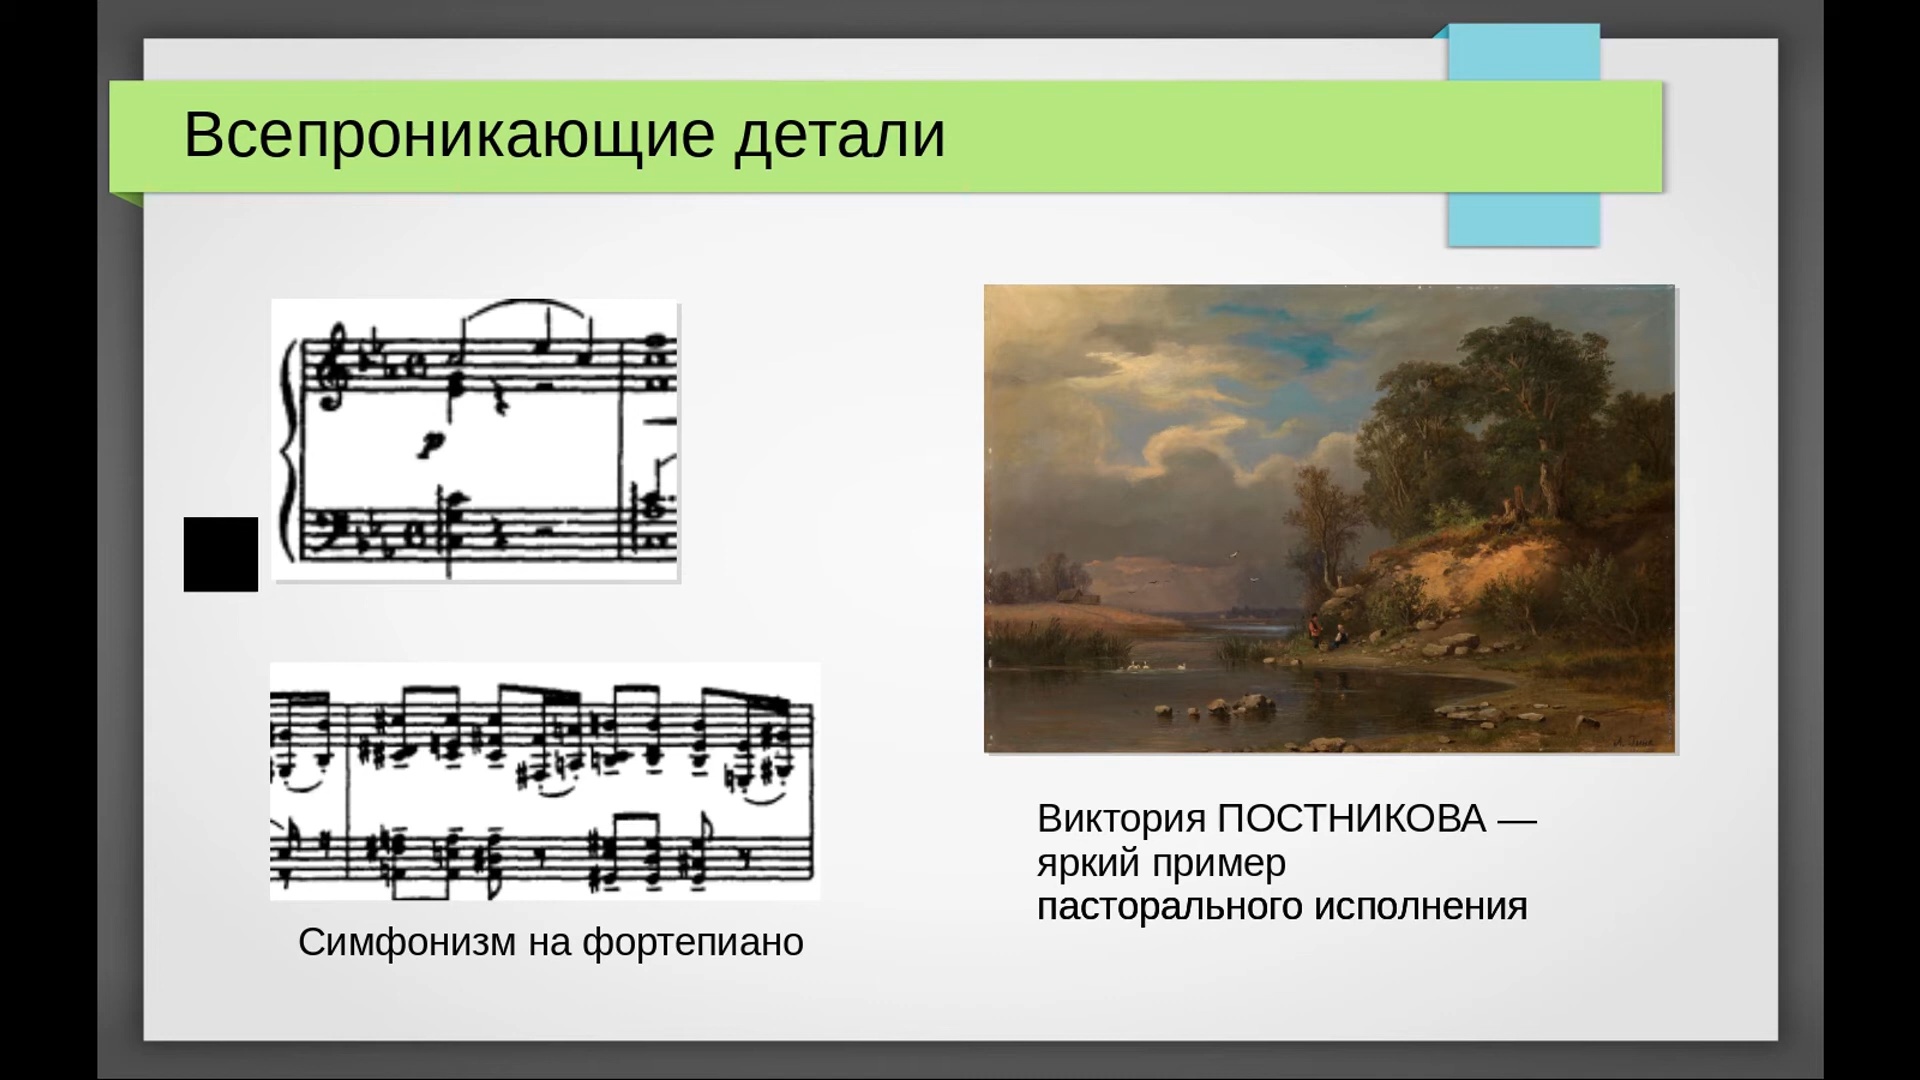 Всепроникающие детали
Симфонизм на фортепиано
Виктория ПОСТНИКОВА —
яркий пример
пасторального исполнения